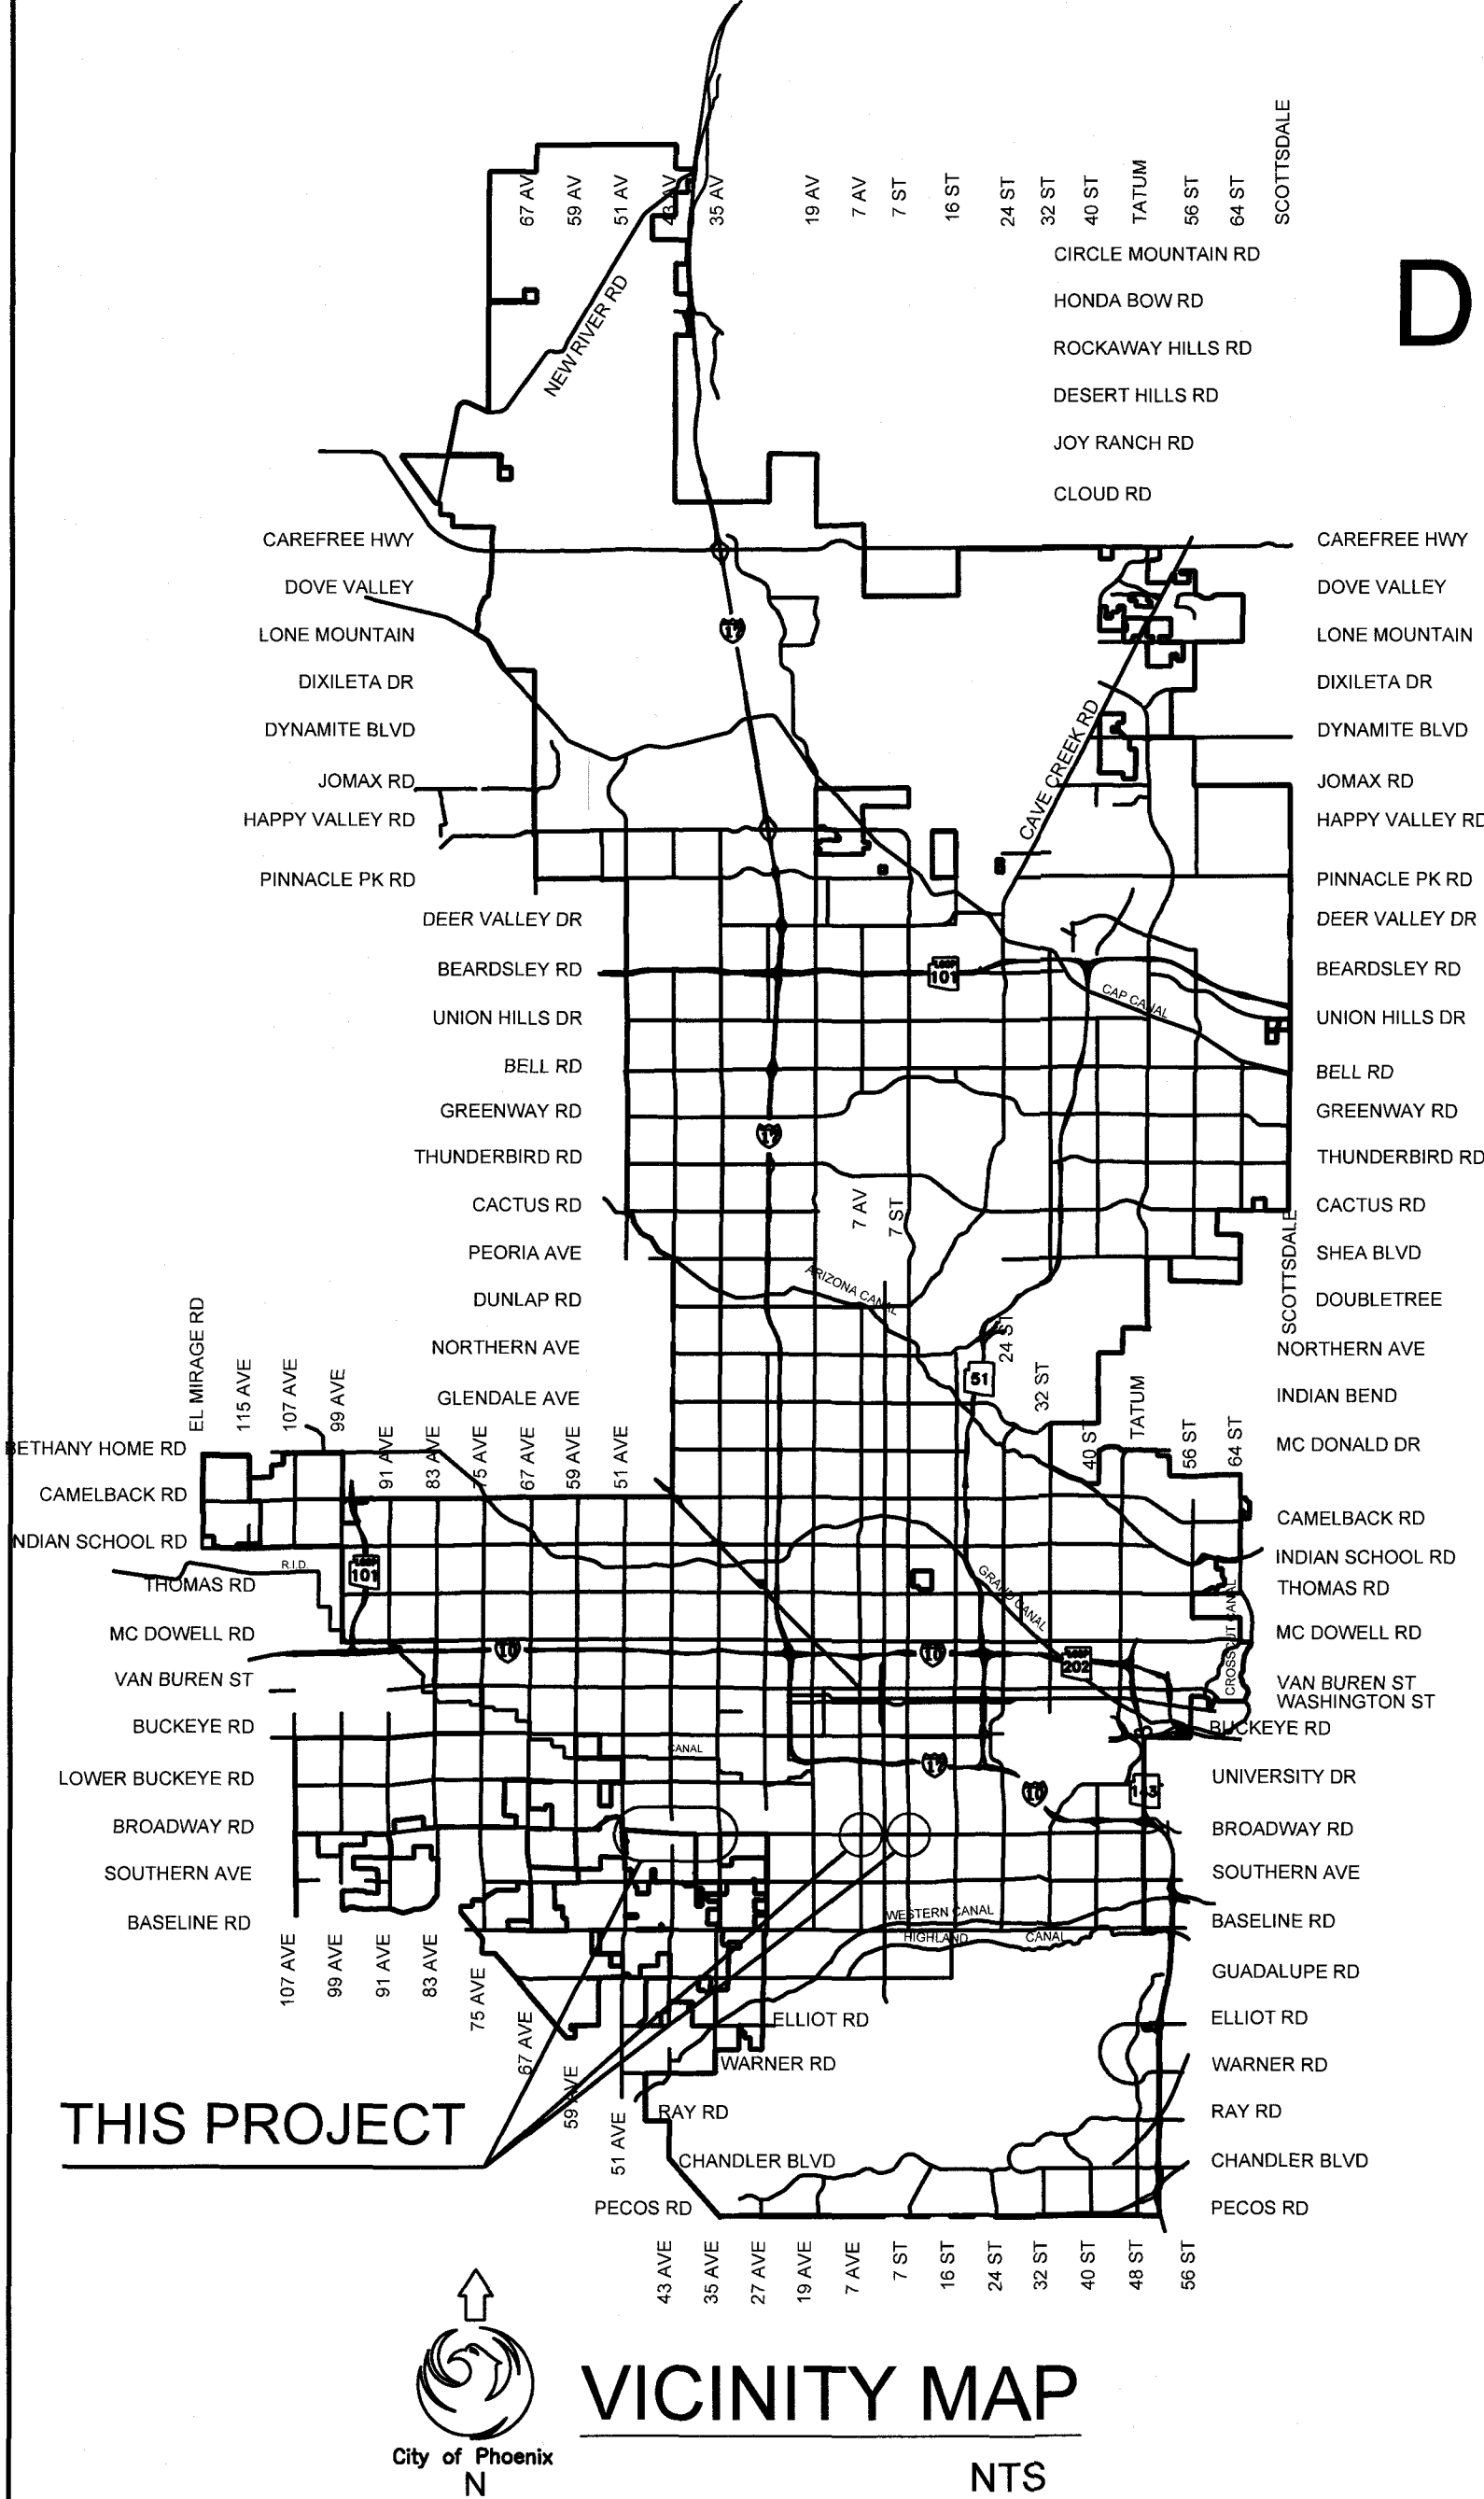 67 AV
59 AV
51 AV
43 AV
35 AV
19 AV
7 AV
7 ST
16 ST
24 ST
32 ST
40 ST
TATUM
56 ST
64 ST
SCOTTSDALE
CIRCLE MOUNTAIN RD
D
HONDA BOW RD
NEW RIVER RD
ROCKAWAY HILLS RD
DESERT HILLS RD
JOY RANCH RD
CLOUD RD
CAREFREE HWY
CAREFREE HWY
DOVE VALLEY
DOVE VALLEY
LONE MOUNTAIN
17
LONE MOUNTAIN
DIXILETA DR
DIXILETA DR
DYNAMITE BLVD
CAVE CREEK RD
DYNAMITE BLVD
JOMAX RD
JOMAX RD
HAPPY VALLEY RD
HAPPY VALLEY RD
PINNACLE PK RD
PINNACLE PK RD
DEER VALLEY DR
DEER VALLEY DR
BEARDSLEY RD
LOOP
101
BEARDSLEY RD
CAP CANAL
UNION HILLS DR
UNION HILLS DR
BELL RD
BELL RD
GREENWAY RD
GREENWAY RD
17
THUNDERBIRD RD
THUNDERBIRD RD
CACTUS RD
7 AV
7 ST
CACTUS RD
PEORIA AVE
SHEA BLVD
ARIZONA CANAL
DUNLAP RD
SCOTTSDALE
DOUBLETREE
NORTHERN AVE
24 ST
NORTHERN AVE
EL MIRAGE RD
115 AVE
107 AVE
99 AVE
GLENDALE AVE
51
32 ST
TATUM
INDIAN BEND
BETHANY HOME RD
91 AVE
83 AVE
75 AVE
67 AVE
59 AVE
51 AVE
40 ST
56 ST
64 ST
MC DONALD DR
CAMELBACK RD
CAMELBACK RD
INDIAN SCHOOL RD
INDIAN SCHOOL RD
R.I.D.
LOOP
101
GRAND CANAL
THOMAS RD
THOMAS RD
CROSSCUT CANAL
MC DOWELL RD
MC DOWELL RD
10
10
LOOP
202
VAN BUREN ST
VAN BUREN ST
WASHINGTON ST
BUCKEYE RD
BUCKEYE RD
CANAL
17
LOWER BUCKEYE RD
10
143
UNIVERSITY DR
BROADWAY RD
BROADWAY RD
SOUTHERN AVE
SOUTHERN AVE
BASELINE RD
WESTERN CANAL
BASELINE RD
HIGHLAND
CANAL
107 AVE
99 AVE
91 AVE
83 AVE
75 AVE
67 AVE
59 AVE
51 AVE
GUADALUPE RD
ELLIOT RD
ELLIOT RD
WARNER RD
WARNER RD
THIS PROJECT
RAY RD
RAY RD
CHANDLER BLVD
CHANDLER BLVD
PECOS RD
PECOS RD
43 AVE
35 AVE
27 AVE
19 AVE
7 AVE
7 ST
16 ST
24 ST
32 ST
40 ST
48 ST
56 ST
VICINITY MAP
City of Phoenix
N
NTS